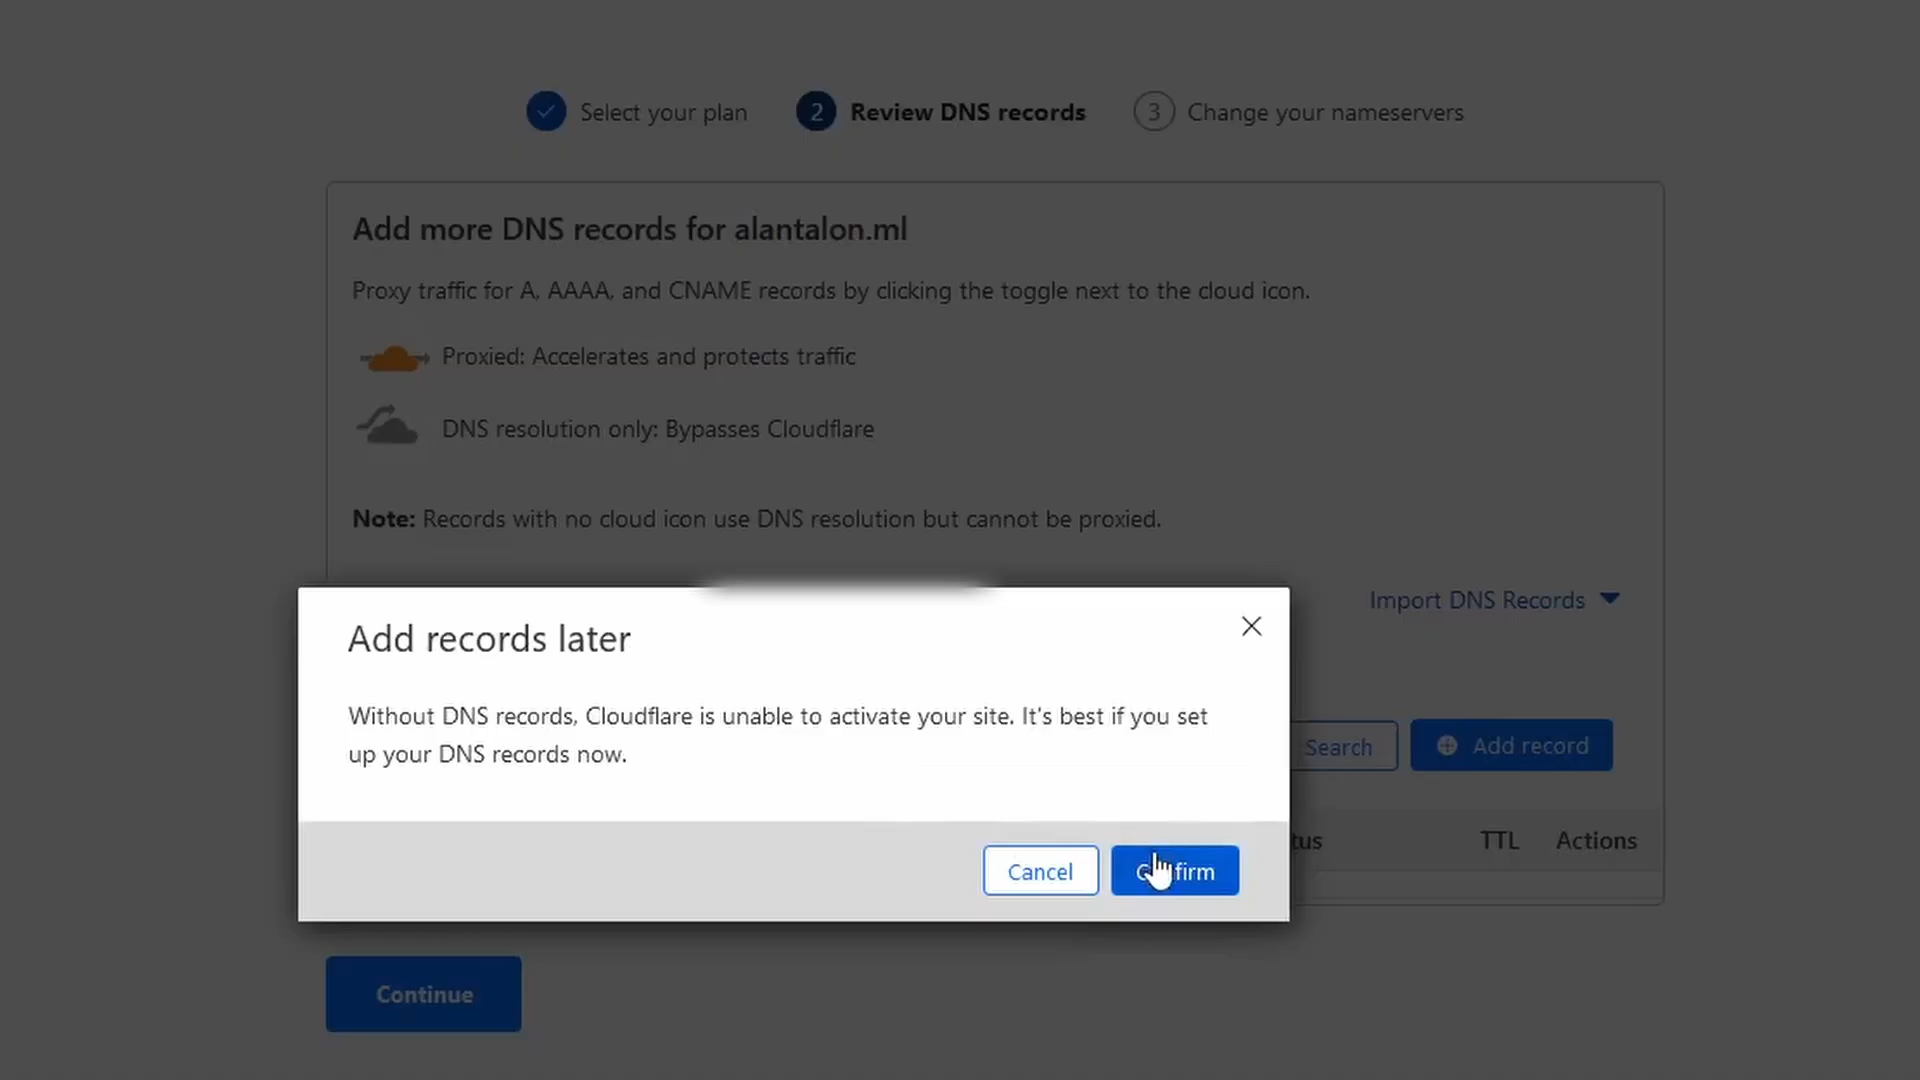 Select your plan
2 Review DNS records
3 Change your nameservers
Add more DNS records for alantalon.ml
Proxy traffic for A, AAAA, and CNAME records by clicking the toggle next to the cloud icon.
Proxied: Accelerates and protects traffic
DNS resolution only: Bypasses Cloudflare
Note: Records with no cloud icon use DNS resolution but cannot be proxied.
Import DNS Records
Add records later
Without DNS records, Cloudflare is unable to activate your site. It's best if you set
up your DNS records now.
Search
Add record
TTL
Actions
Cancel
Continue